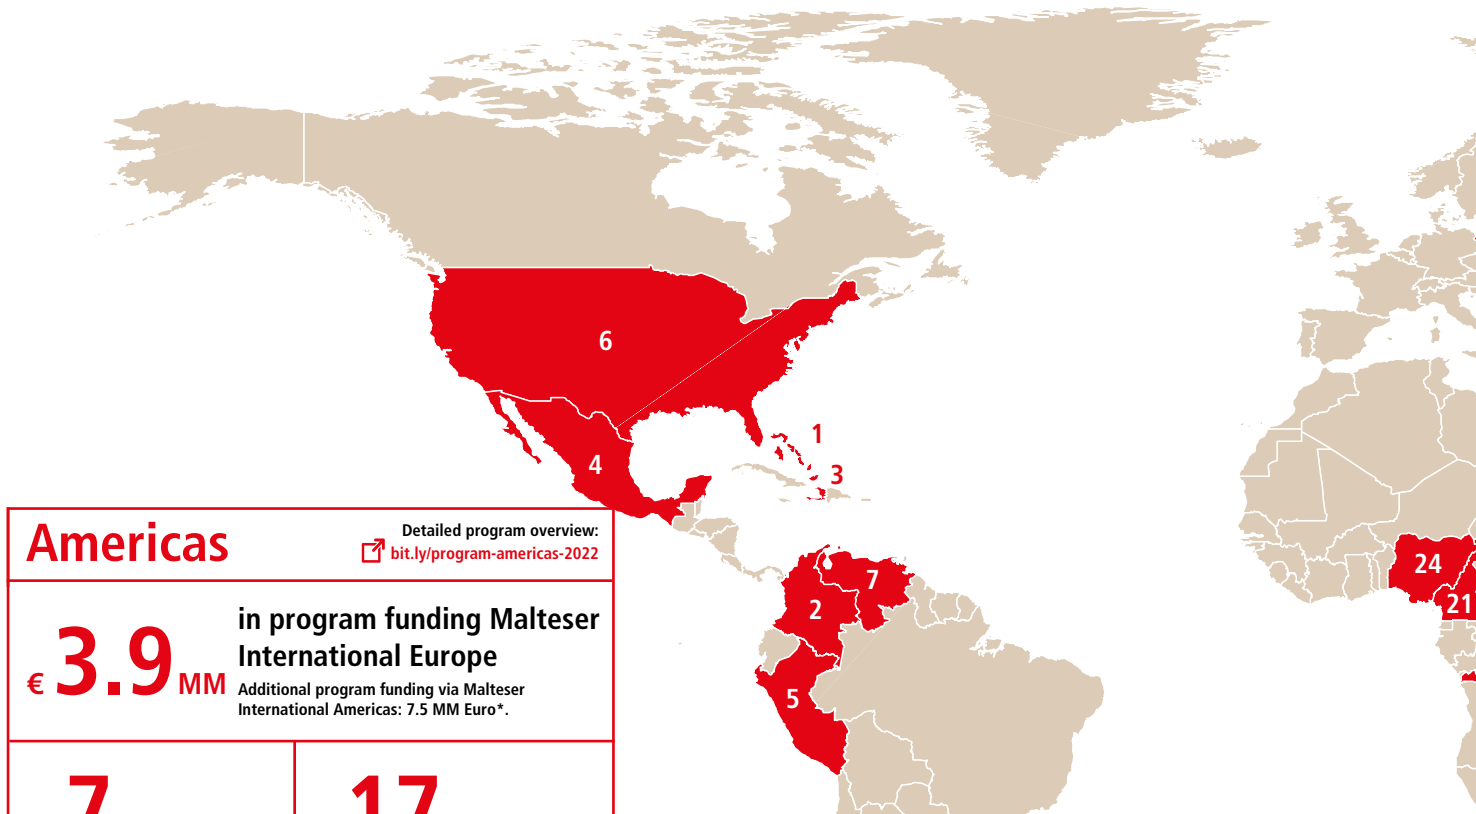 6
1
4
3
Americas
Detailed program overview:
bit.ly/program-americas-2022
7
24
2
21
€ 3.9 MM
in program funding Malteser
International Europe
Additional program funding via Malteser
International Americas: 7.5 MM Euro*.
5
7
17